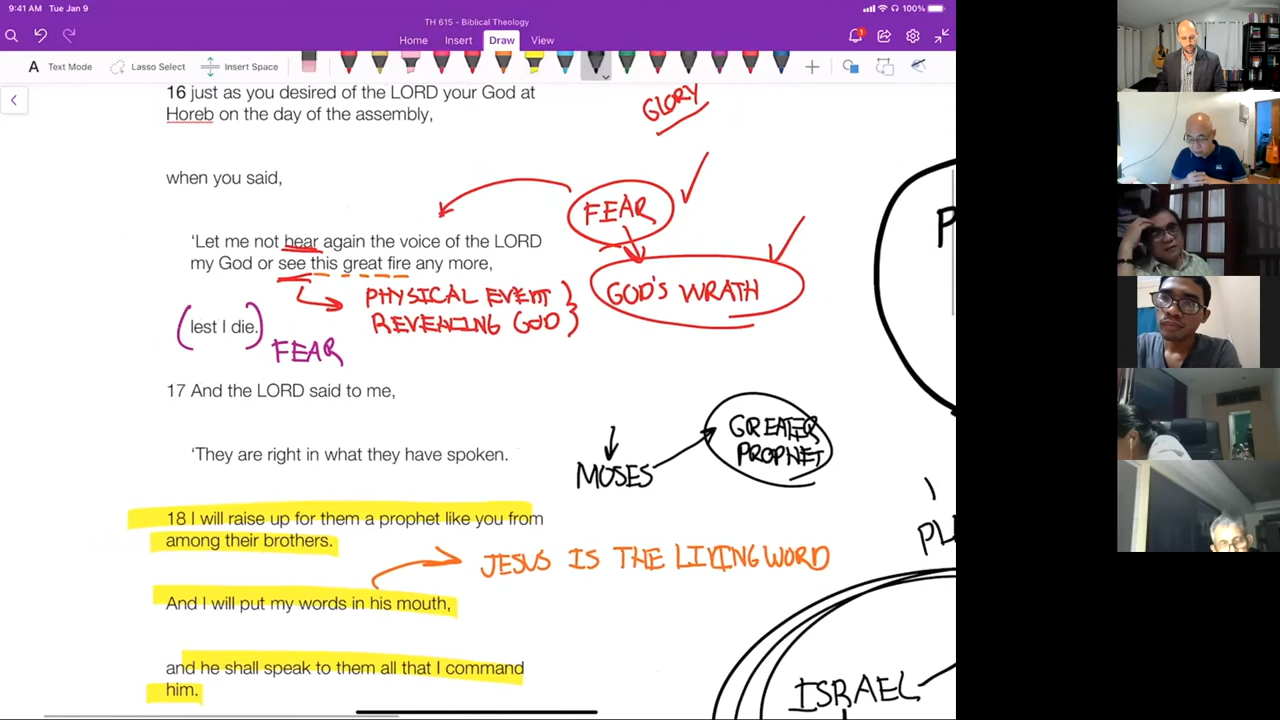 9:41 AM Tue Jan 9
100%
TH 615 - Biblical Theology
Home Insert Draw View
1
A Text Mode Lasso Select Insert Space
16 just as you desired of the LORD your God at
Horeb on the day of the assembly,
GLORY
when you said,
FEAR
'Let me not hear again the voice of the LORD
my God or see this great fire any more,
GOD'S WRATH
PHYSICAL EVENT
REVEALING GOD
(lest I die.)
FEAR
17 And the LORD said to me,
GREATER
PROPHET
'They are right in what they have spoken.
MOSES
18 I will raise up for them a prophet like you from
among their brothers.
JESUS IS THE LIVING WORD
And I will put my words in his mouth,
and he shall speak to them all that I command
him.
ISRAEL